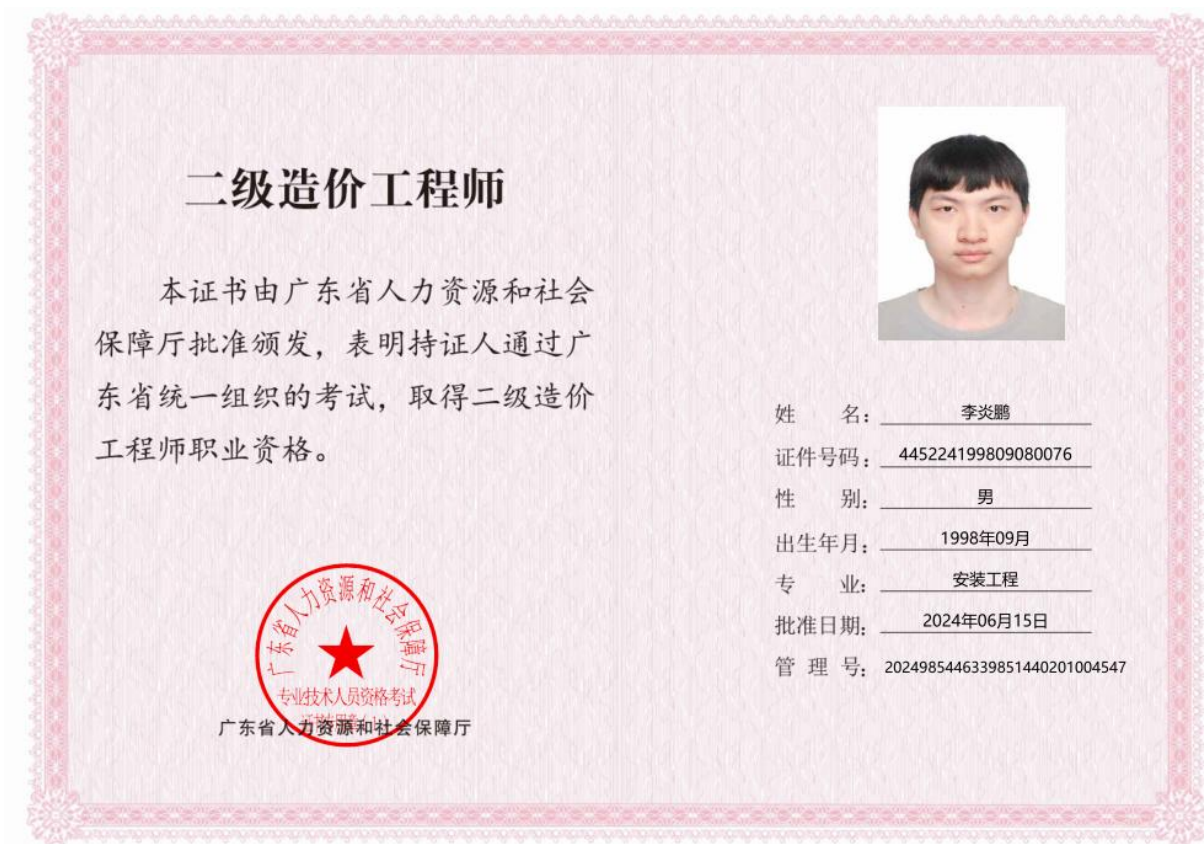 二级造价工程师
本证书由广东省人力资源和社会
保障厅批准颁发，表明持证人通过广
东省统一组织的考试，取得二级造价
工程师职业资格。
广东省人力资源和社会保障厅
专业技术人员资格考试
广东省人力资源和社会保障厅
姓 名：李炎鹏
证件号码：445224199809080076
性 别：男
出生年月：1998年09月
专 业：安装工程
批准日期：2024年06月15日
管 理 号：2024985446339851440201004547